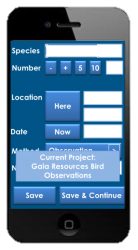 Species
Number - + 5 10
Location
Here
Date Now
Method Observation
Current Project:
Gaia Resources Bird
Observations
N
Save Save & Continue